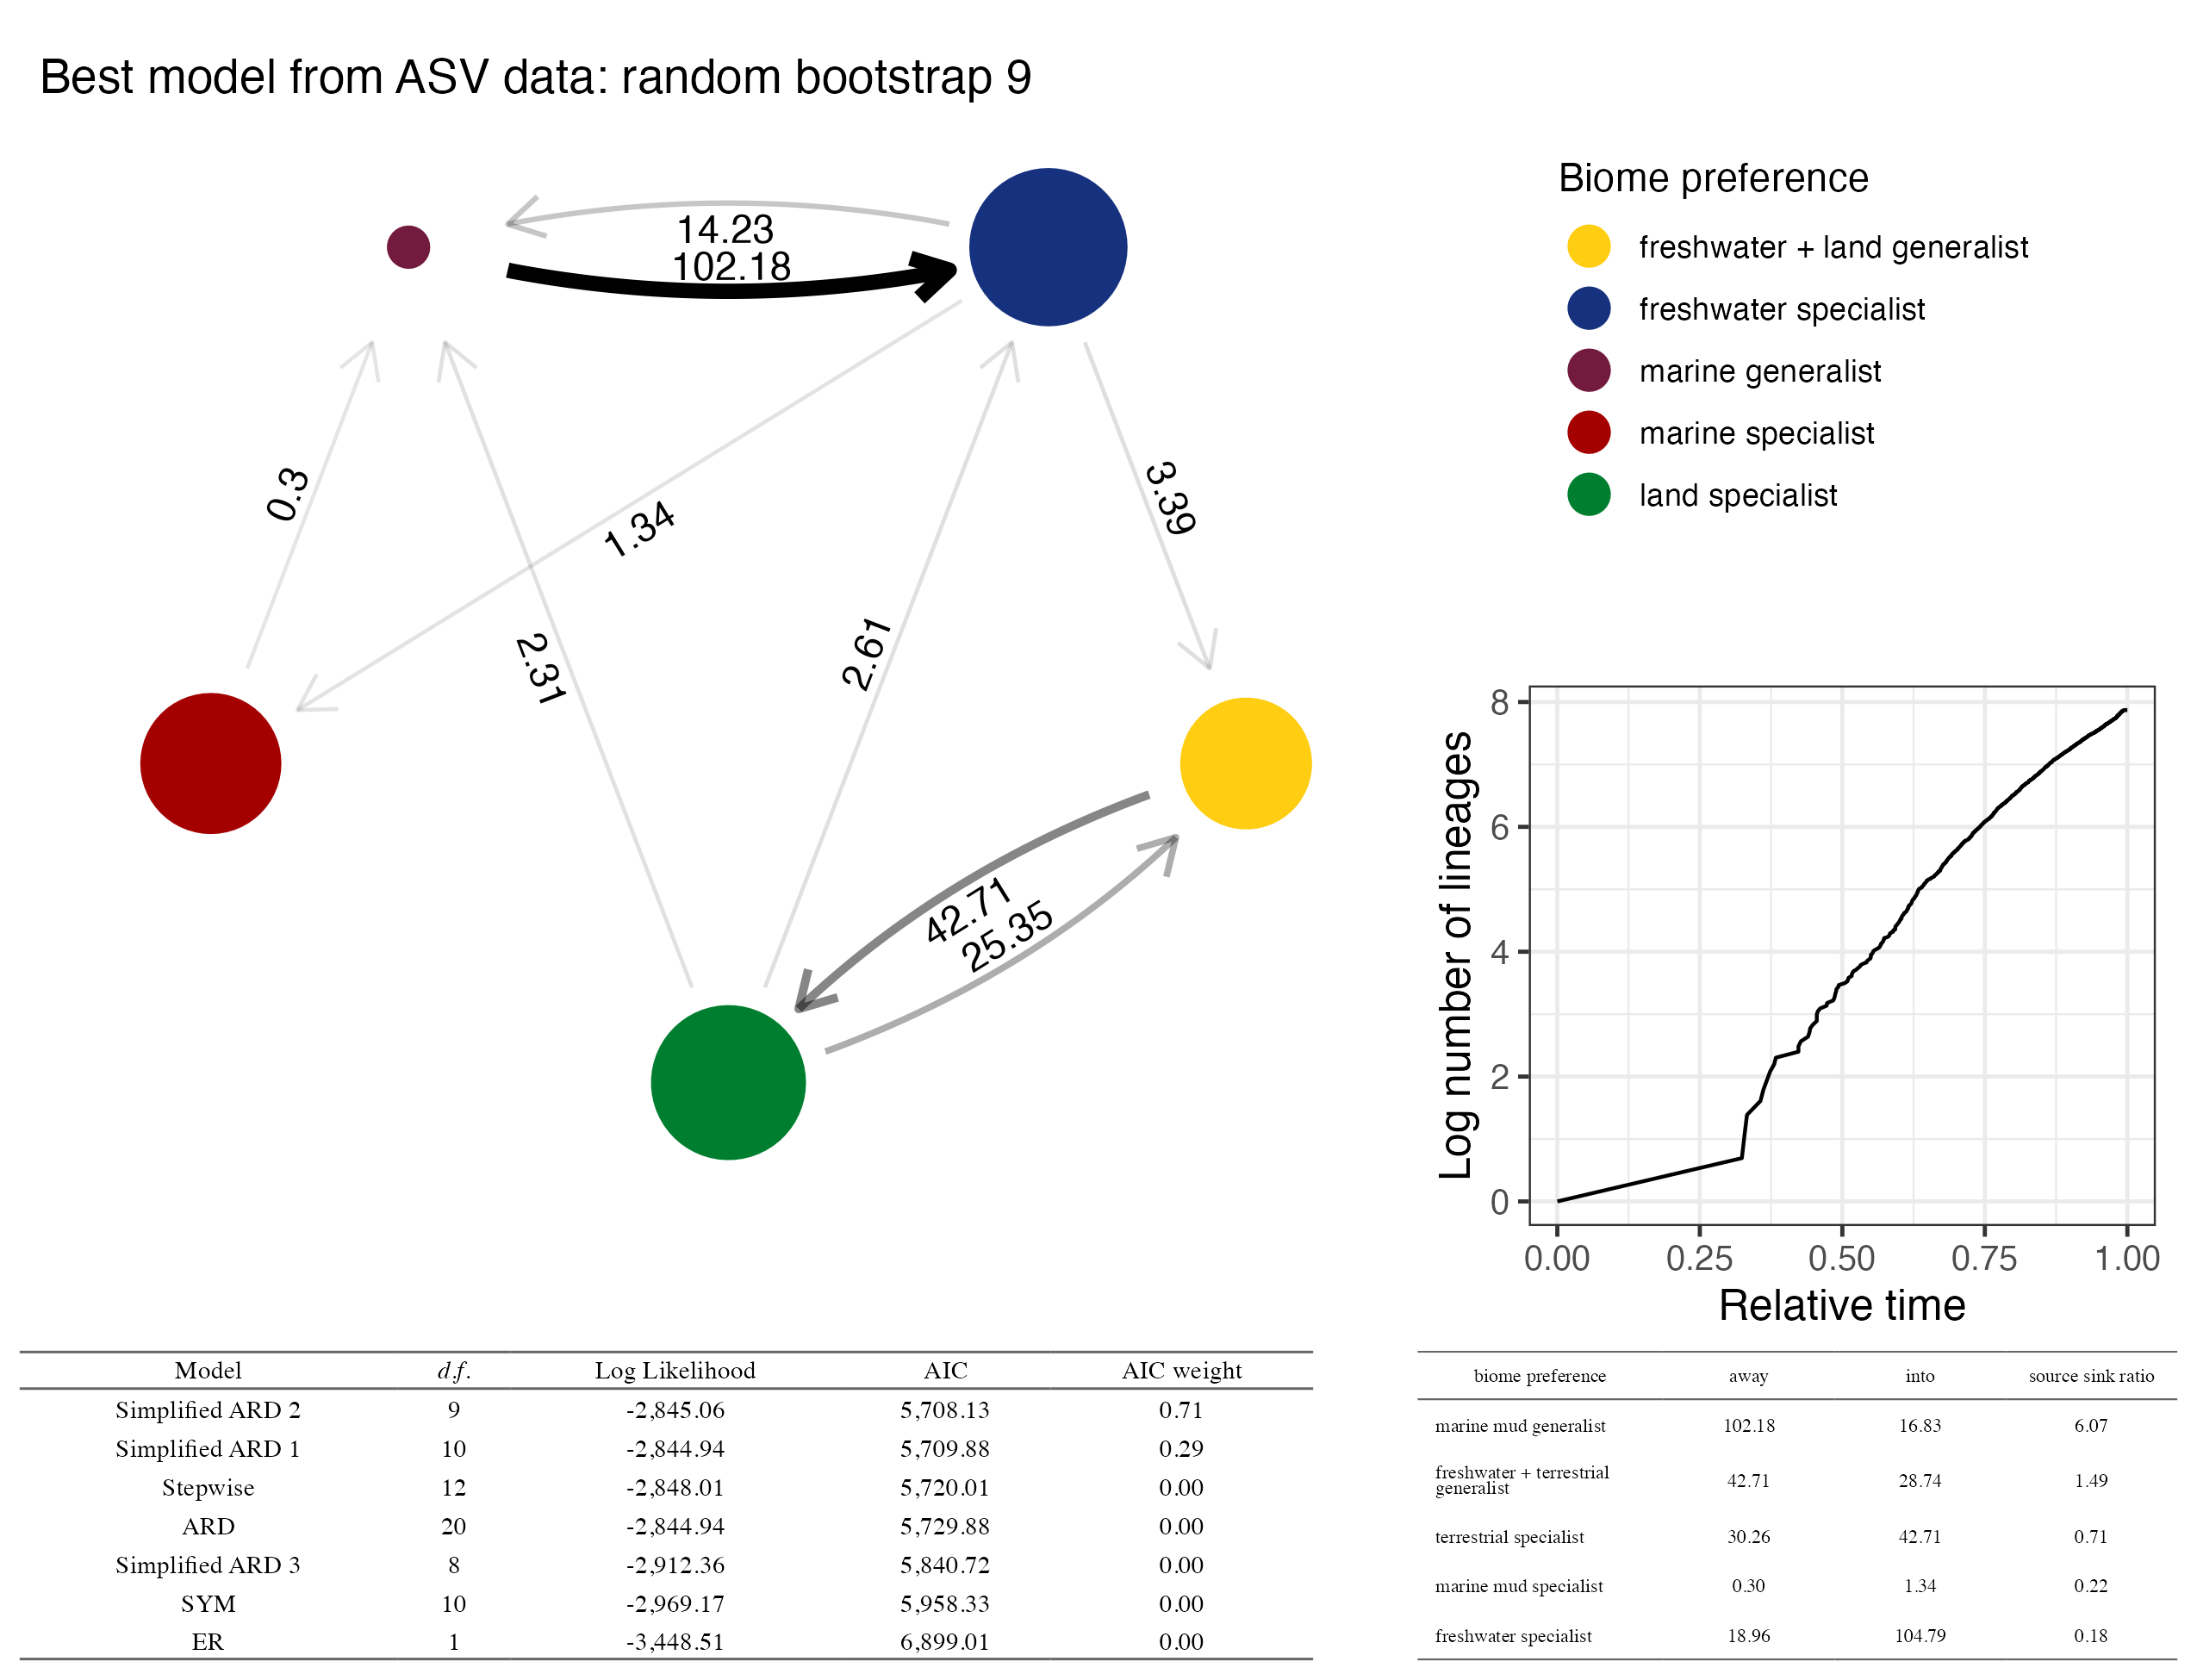 Best model from ASV data: random bootstrap 9
14.23
102.18
0.3
1.34
2.31
2.61
3.39
42.71
25.35
Biome preference
freshwater + land generalist
freshwater specialist
marine generalist
marine specialist
land specialist
Log number of lineages
8
6
4
2
0
0.00 0.25 0.50 0.75 1.00
Relative time
Model d.f. Log Likelihood AIC AIC weight
Simplified ARD 2 9 -2,845.06 5,708.13 0.71
Simplified ARD 1 10 -2,844.94 5,709.88 0.29
Stepwise 12 -2,848.01 5,720.01 0.00
ARD 20 -2,844.94 5,729.88 0.00
Simplified ARD 3 8 -2,912.36 5,840.72 0.00
SYM 10 -2,969.17 5,958.33 0.00
ER 1 -3,448.51 6,899.01 0.00
biome preference away into source sink ratio
marine mud generalist 102.18 16.83 6.07
freshwater + terrestrial
generalist 42.71 28.74 1.49
terrestrial specialist 30.26 42.71 0.71
marine mud specialist 0.30 1.34 0.22
freshwater specialist 18.96 104.79 0.18